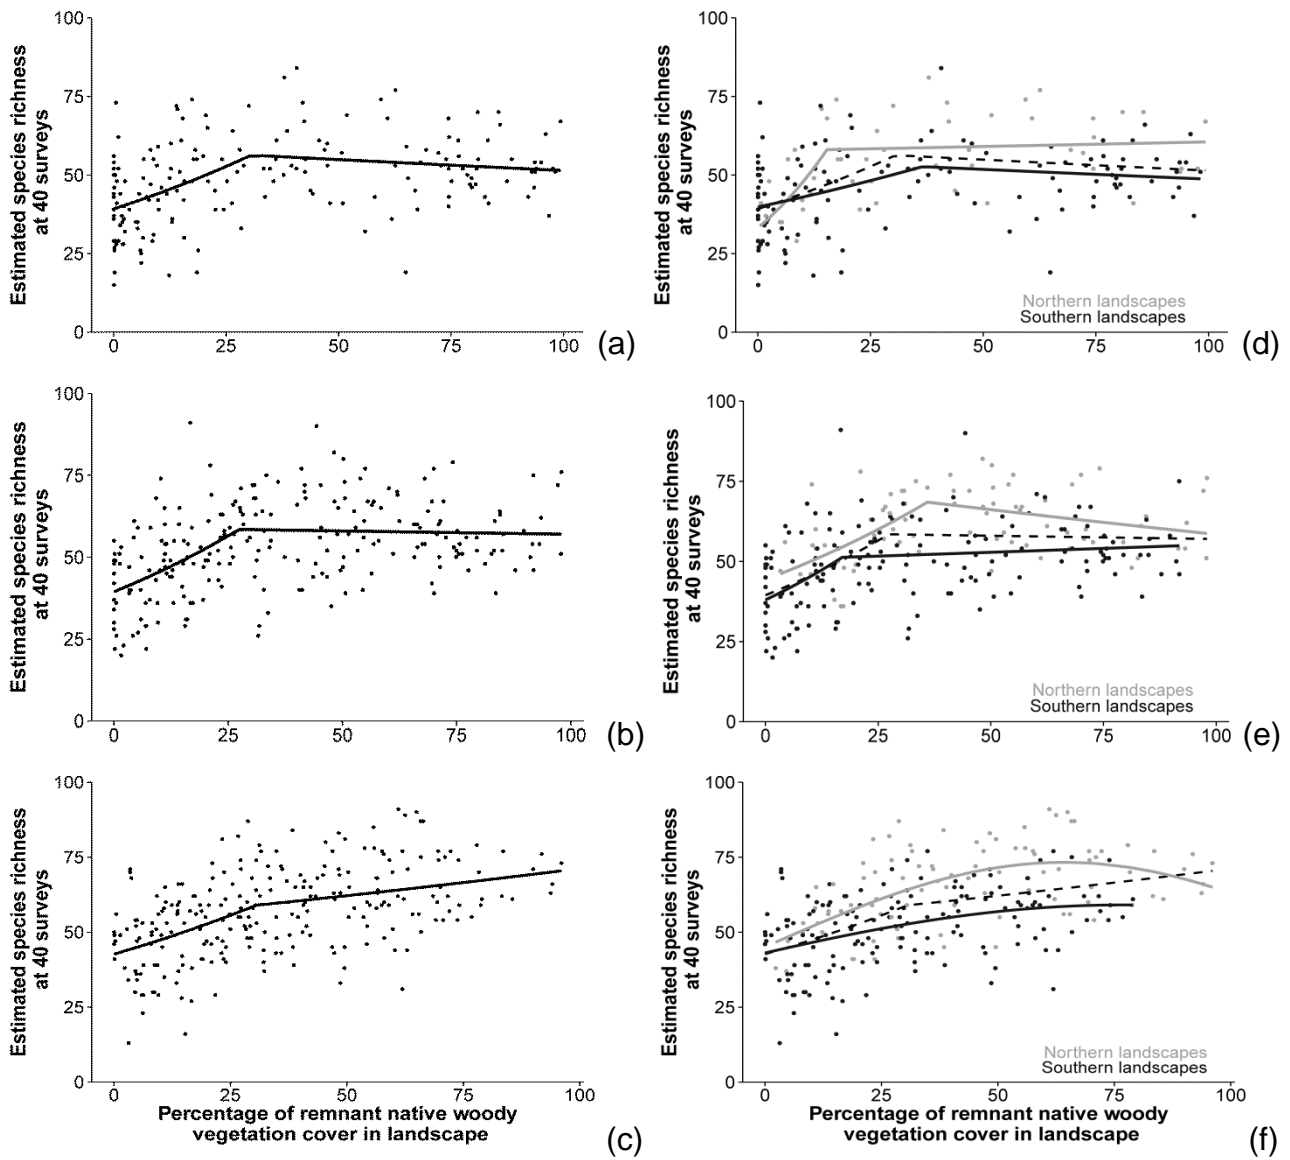 100
75
50
25
0
0 25 50 75 100
Estimated species richness
at 40 surveys
(a)
100
75
50
25
0
0 25 50 75 100
Estimated species richness
at 40 surveys
Northern landscapes
Southern landscapes
(d)
100
75
50
25
0
0 25 50 75 100
Estimated species richness
at 40 surveys
(b)
100
75
50
25
0
0 25 50 75 100
Estimated species richness
at 40 surveys
Northern landscapes
Southern landscapes
(e)
100
75
50
25
0
0 25 50 75 100
Estimated species richness
at 40 surveys
Percentage of remnant native woody
vegetation cover in landscape
(c)
100
75
50
25
0
0 25 50 75 100
Estimated species richness
at 40 surveys
Northern landscapes
Southern landscapes
Percentage of remnant native woody
vegetation cover in landscape
(f)